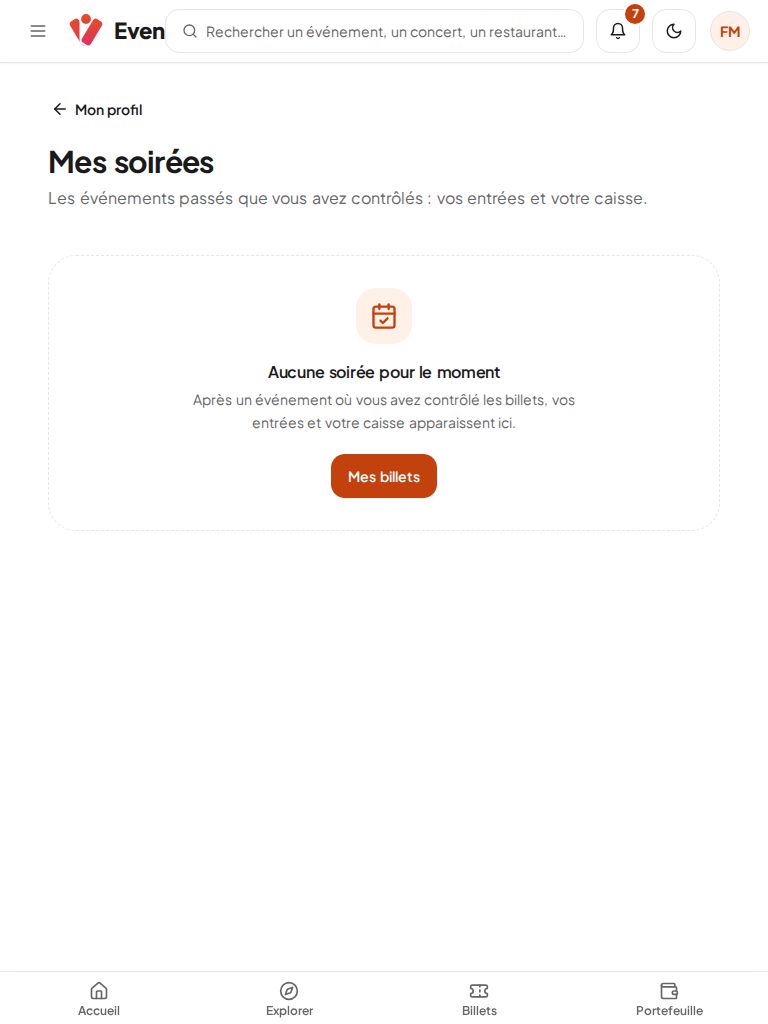 Even
Rechercher un événement, un concert, un restaurant…
7
FM
Mon profil
Mes soirées
Les événements passés que vous avez contrôlés : vos entrées et votre caisse.
Aucune soirée pour le moment
Après un événement où vous avez contrôlé les billets, vos
entrées et votre caisse apparaissent ici.
Mes billets
Accueil
Explorer
Billets
Portefeuille